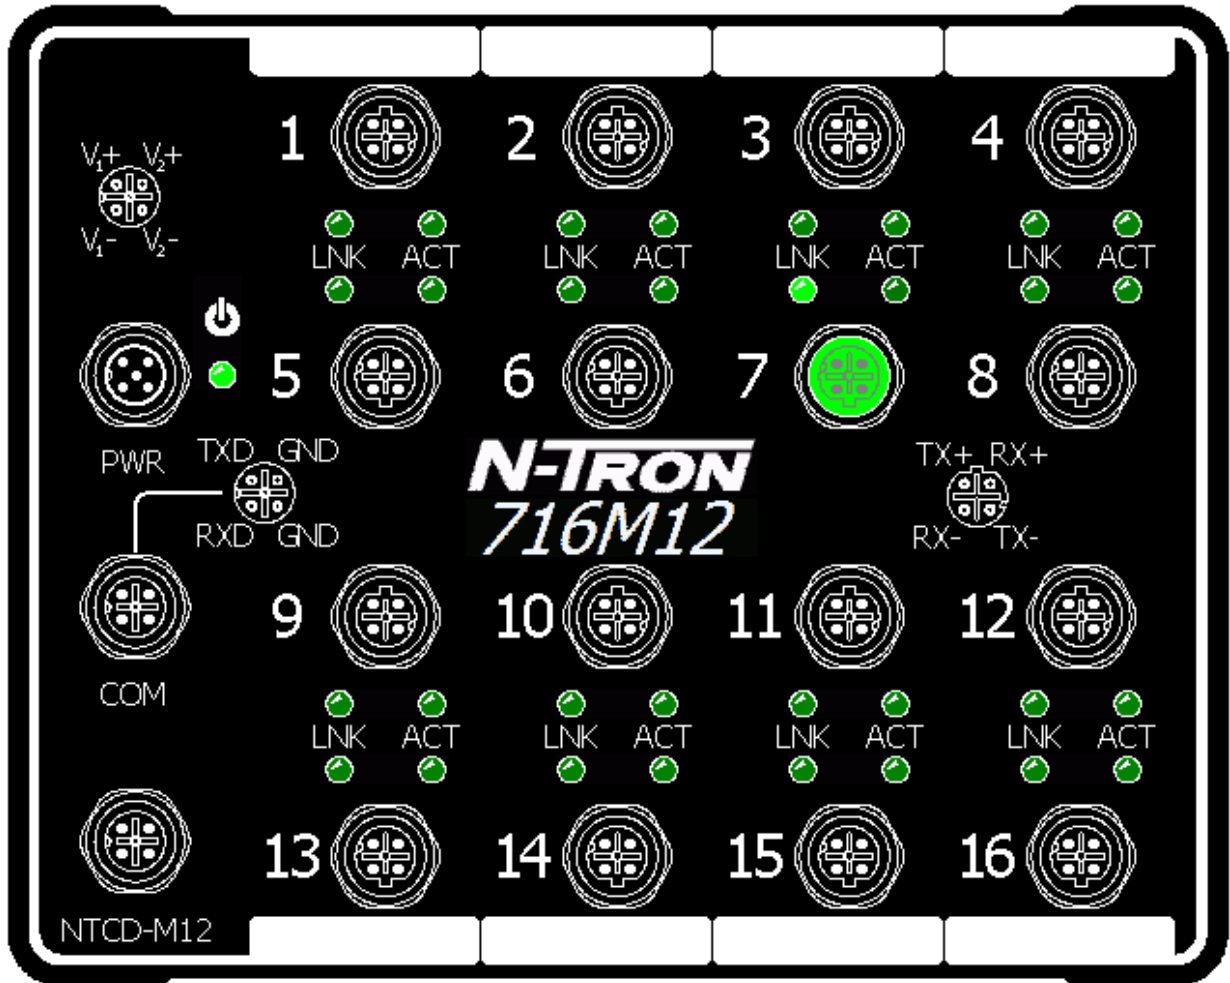 1 2 3 4
V1+ V2+
V1- V2-
LNK ACT LNK ACT LNK ACT LNK ACT
5 6 7 8
PWR
TXD GND
RXD GND
N-TRON
716M12
TX+ RX+
RX- TX-
9 10 11 12
COM
LNK ACT LNK ACT LNK ACT LNK ACT
13 14 15 16
NTCD-M12